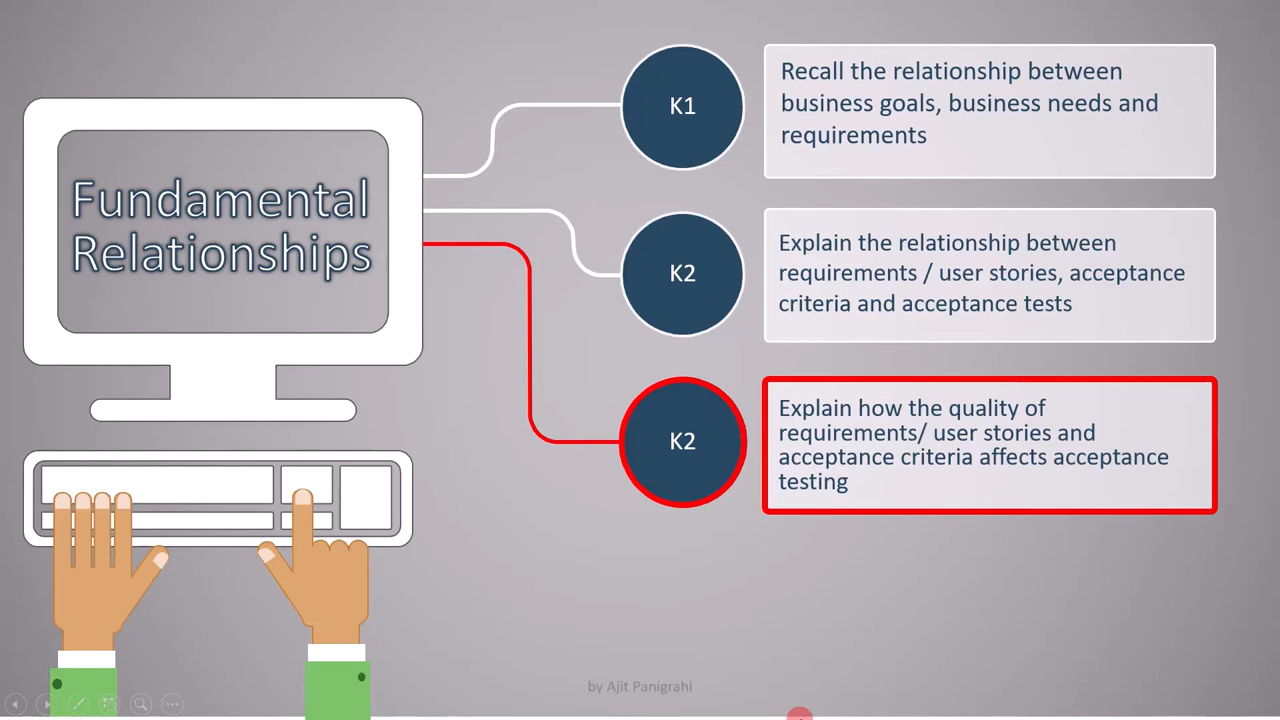 Fundamental
Relationships
K1
Recall the relationship between
business goals, business needs and
requirements
K2
Explain the relationship between
requirements / user stories, acceptance
criteria and acceptance tests
K2
Explain how the quality of
requirements/ user stories and
acceptance criteria affects acceptance
testing
by Ajit Panigrahi